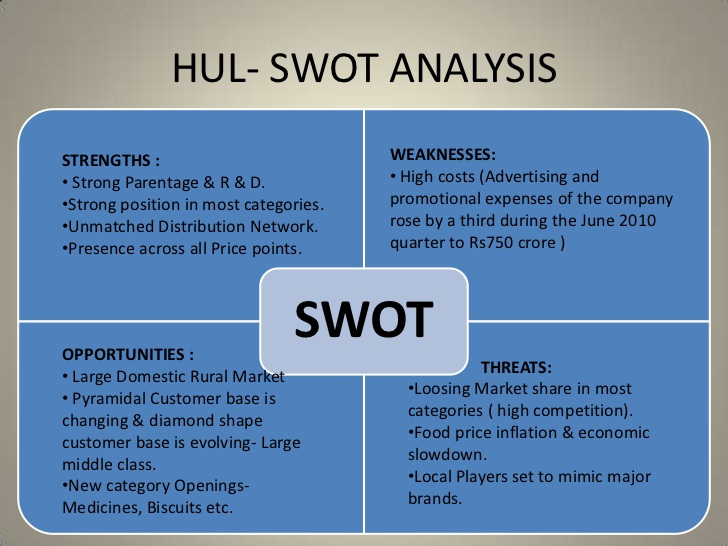 HUL- SWOT ANALYSIS
STRENGTHS :
• Strong Parentage & R & D.
•Strong position in most categories.
•Unmatched Distribution Network.
•Presence across all Price points.
WEAKNESSES:
• High costs (Advertising and
promotional expenses of the company
rose by a third during the June 2010
quarter to Rs750 crore )
SWOT
OPPORTUNITIES :
• Large Domestic Rural Market
• Pyramidal Customer base is
changing & diamond shape
customer base is evolving- Large
middle class.
•New category Openings-
Medicines, Biscuits etc.
THREATS:
•Loosing Market share in most
categories ( high competition).
•Food price inflation & economic
slowdown.
•Local Players set to mimic major
brands.